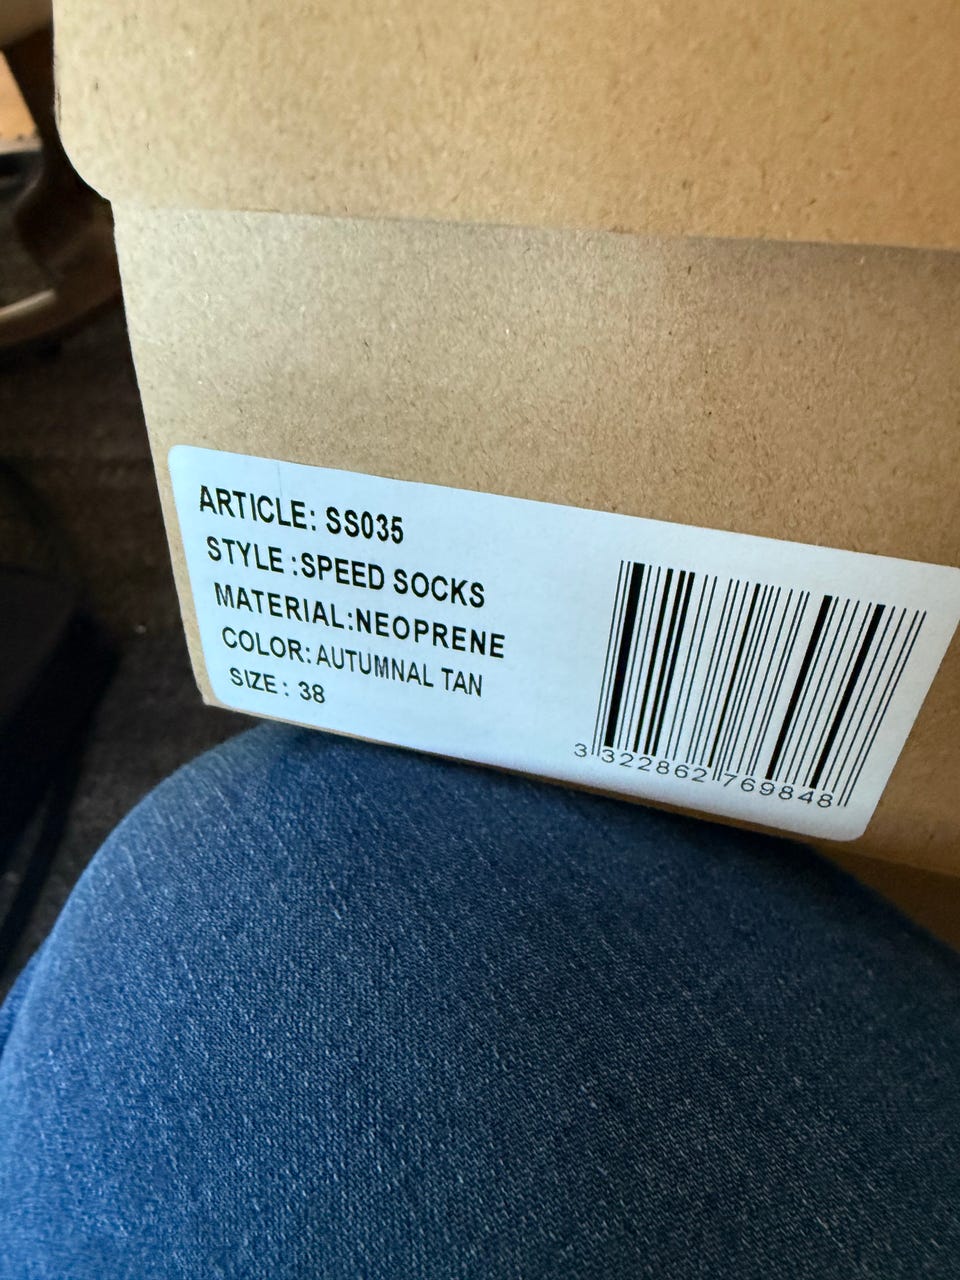 ARTICLE: SS035
STYLE :SPEED SOCKS
MATERIAL:NEOPRENE
COLOR: AUTUMNAL TAN
SIZE : 38
3 322862 769848